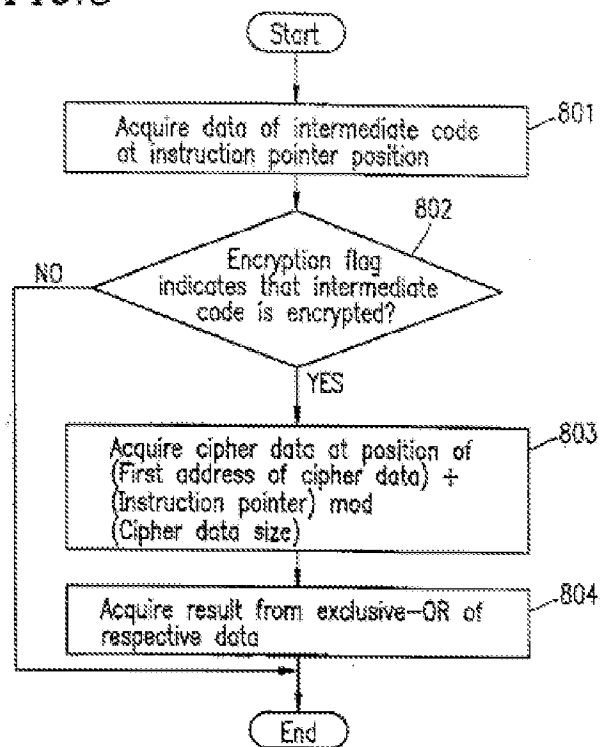 Start
Acquire data of intermediate code
at instruction pointer position
801
802
Encryption flag
indicates that intermediate
code is encrypted?
NO
YES
Acquire cipher data at position of
(First address of cipher data) +
(Instruction pointer) mod
(Cipher data size)
803
Acquire result from exclusive-OR of
respective data
804
End